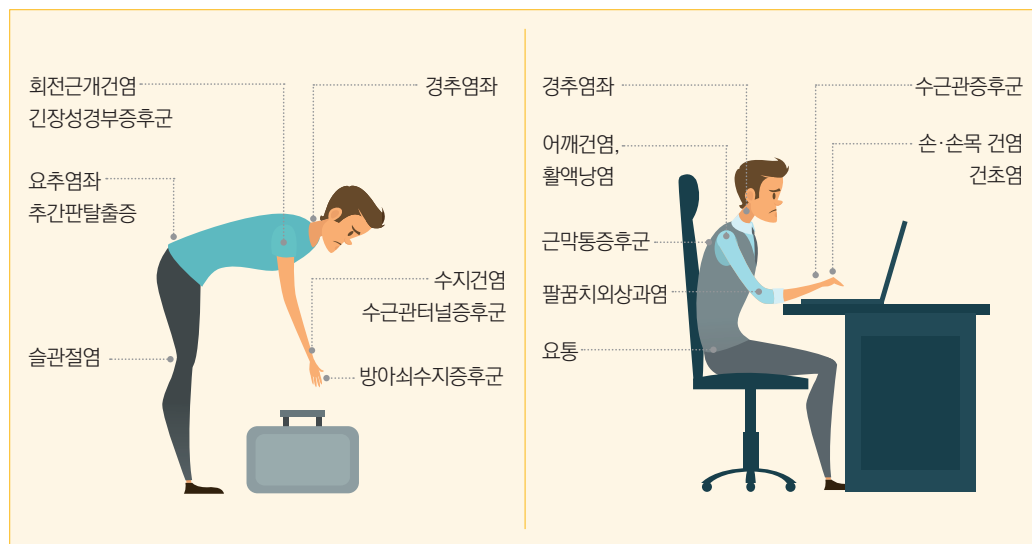 회전근개건염
긴장성경부증후군
경추염좌
요추염좌
추간판탈출증
수지건염
수근관터널증후군
슬관절염
방아쇠수지증후군
경추염좌
수근관증후군
어깨건염,
활액낭염
손·손목 건염
건초염
근막통증후군
팔꿈치외상과염
요통